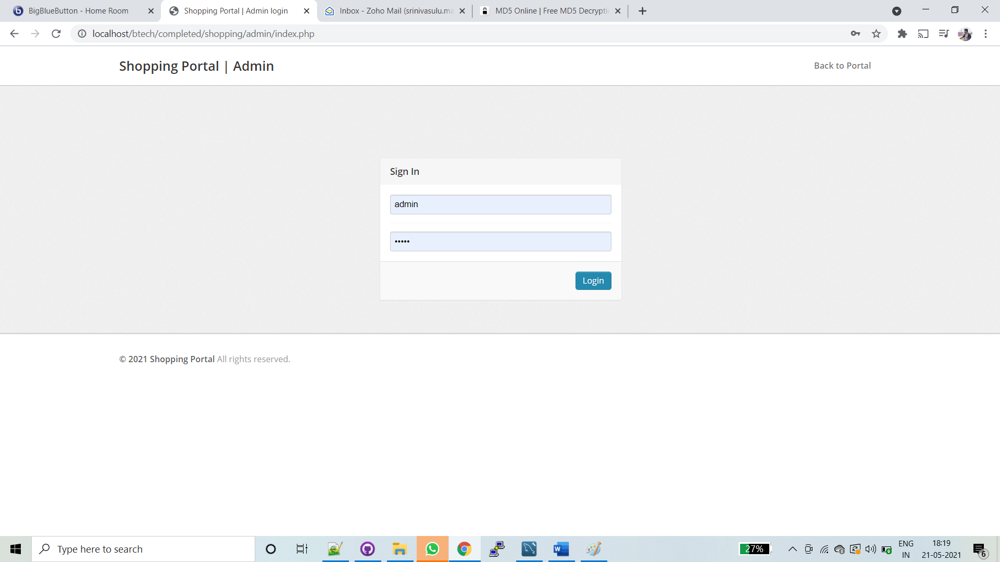 BigBlueButton - Home Room
Shopping Portal | Admin login
Inbox - Zoho Mail (srinivasulu.ma
MD5 Online | Free MD5 Decryptio
localhost/btech/completed/shopping/admin/index.php
Shopping Portal | Admin
Back to Portal
Sign In
admin
•••••
Login
© 2021 Shopping Portal All rights reserved.
Type here to search
27%
ENG
IN
18:19
21-05-2021
6